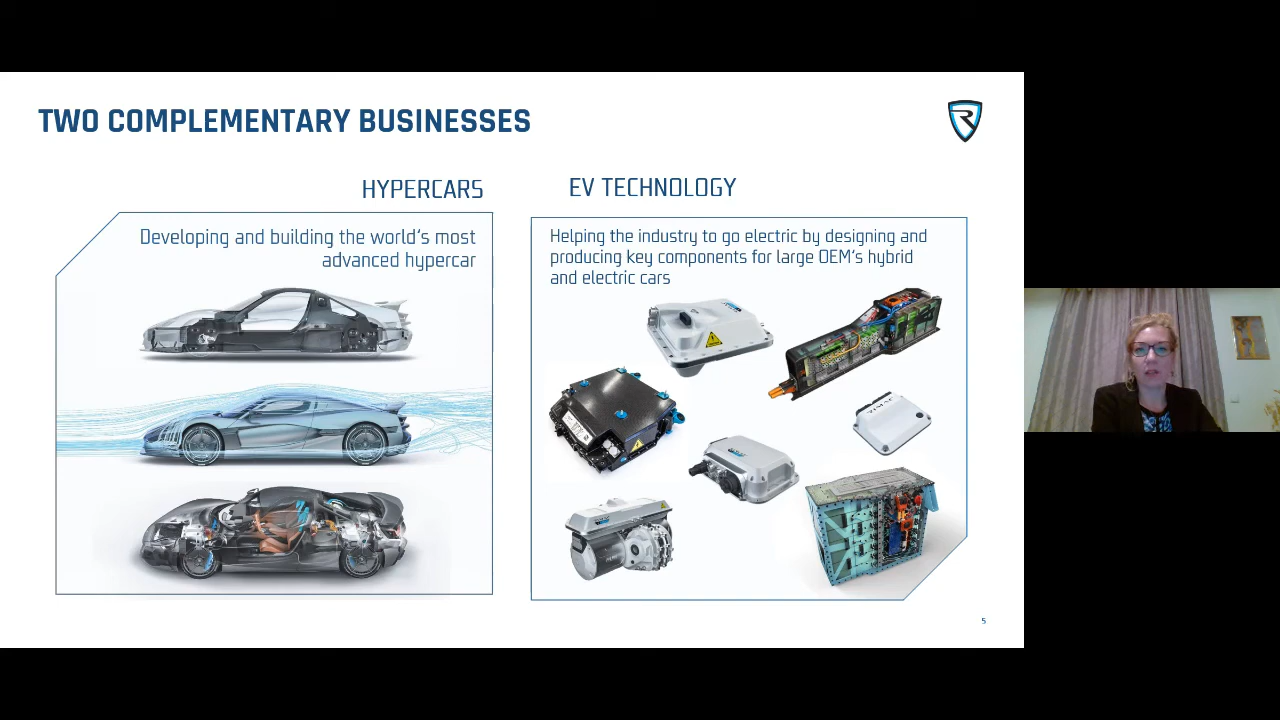 TWO COMPLEMENTARY BUSINESSES
HYPERCARS
Developing and building the world's most
advanced hypercar
EV TECHNOLOGY
Helping the industry to go electric by designing and
producing key components for large OEM's hybrid
and electric cars
5